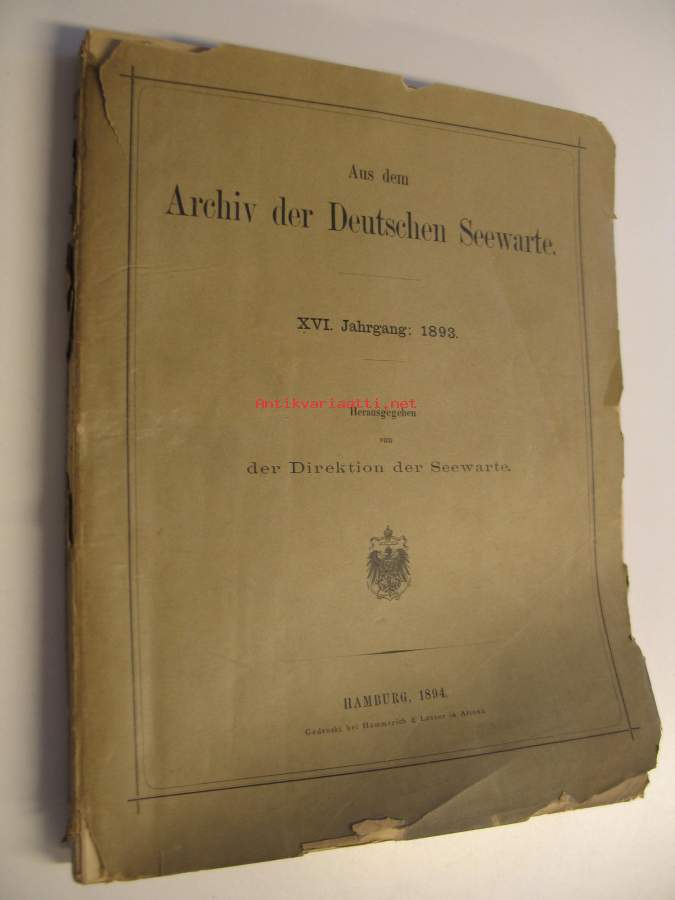 Aus dem
Archiv der Deutschen Seewarte.
XVI. Jahrgang: 1893.
Antikvariaatti.net
Herausgegeben
von
der Direktion der Seewarte.
HAMBURG, 1894.
Gedruckt bei Hammerich & Lesser in Altona.